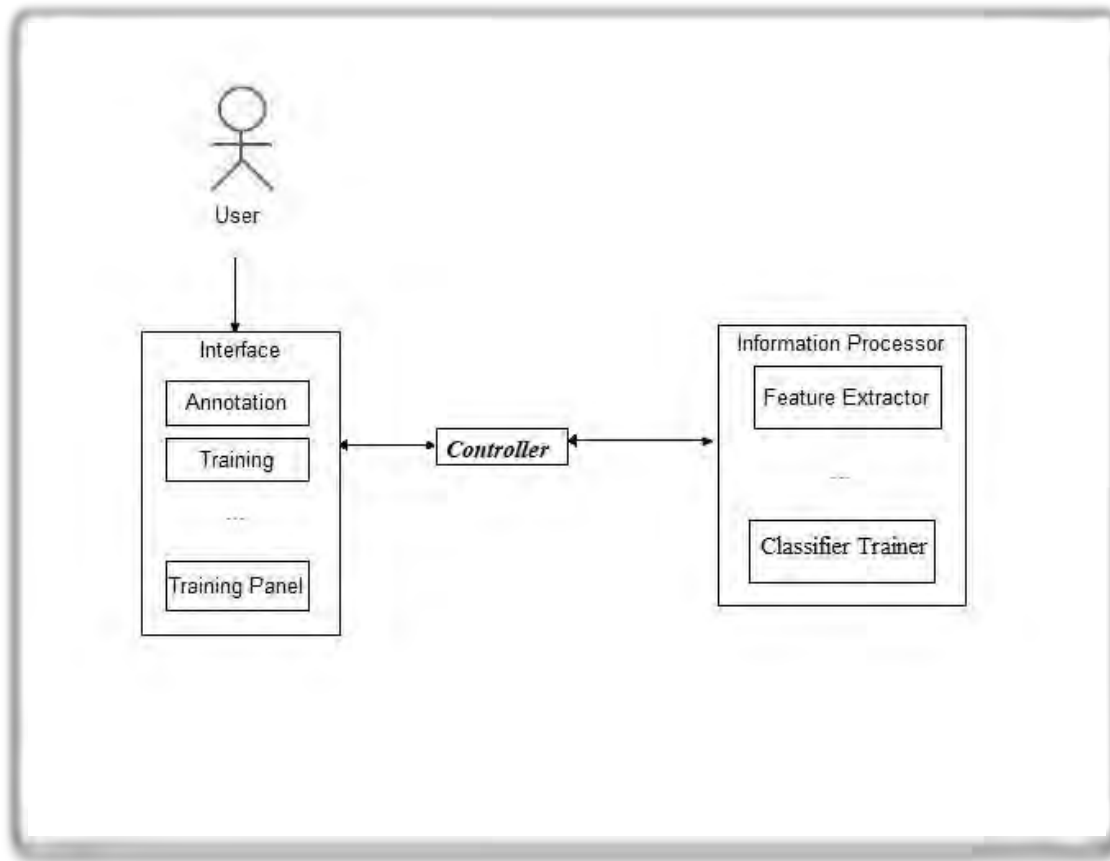 User
Interface
Annotation
Training
...
Training Panel
Controller
Information Processor
Feature Extractor
...
Classifier Trainer